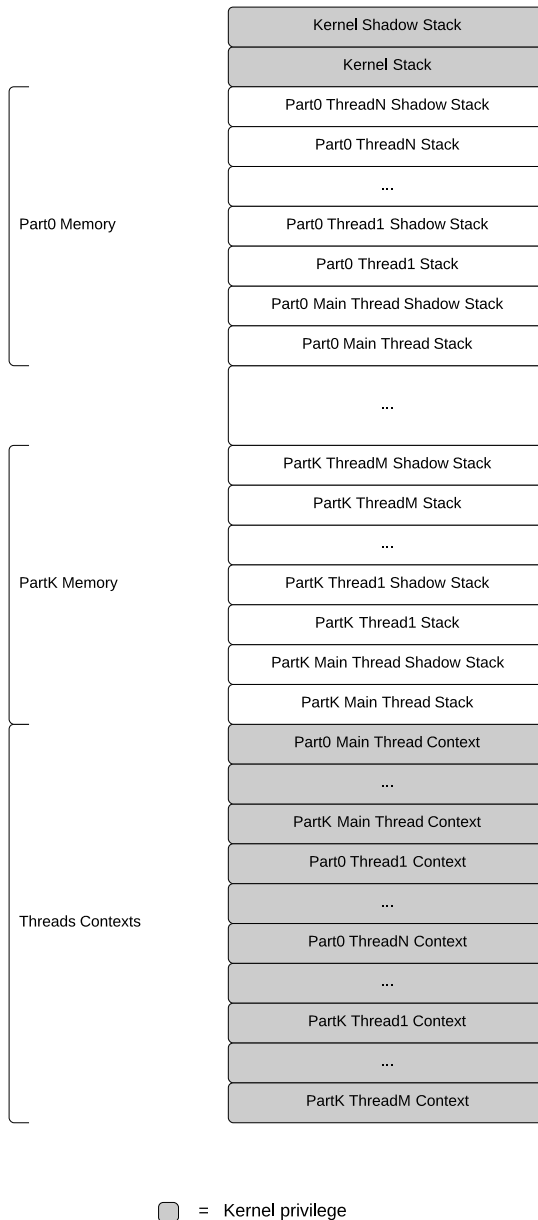 Kernel Shadow Stack
Kernel Stack
Part0 ThreadN Shadow Stack
Part0 ThreadN Stack
...
Part0 Memory
Part0 Thread1 Shadow Stack
Part0 Thread1 Stack
Part0 Main Thread Shadow Stack
Part0 Main Thread Stack
...
PartK ThreadM Shadow Stack
PartK ThreadM Stack
...
PartK Memory
PartK Thread1 Shadow Stack
PartK Thread1 Stack
PartK Main Thread Shadow Stack
PartK Main Thread Stack
Part0 Main Thread Context
...
PartK Main Thread Context
Part0 Thread1 Context
...
Threads Contexts
Part0 ThreadN Context
...
PartK Thread1 Context
...
PartK ThreadM Context
= Kernel privilege